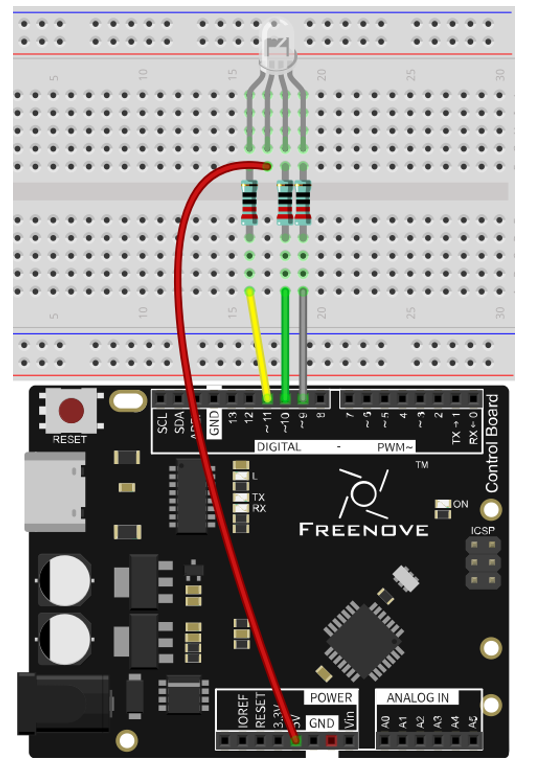 5 10 15 20 25 30
5 10 15 20 25 30
RESET
SCL SDA GND 13 12 ~11 ~10 ~9 8 7 ~6 ~5 4 ~3 2 TX→1 RX←0
DIGITAL - PWM~
Control Board
L
TX
RX
TM
FREENOVE
ON
ICSP
POWER
ANALOG IN
IOREF RESET 3.3V 5V GND Vin A0 A1 A2 A3 A4 A5